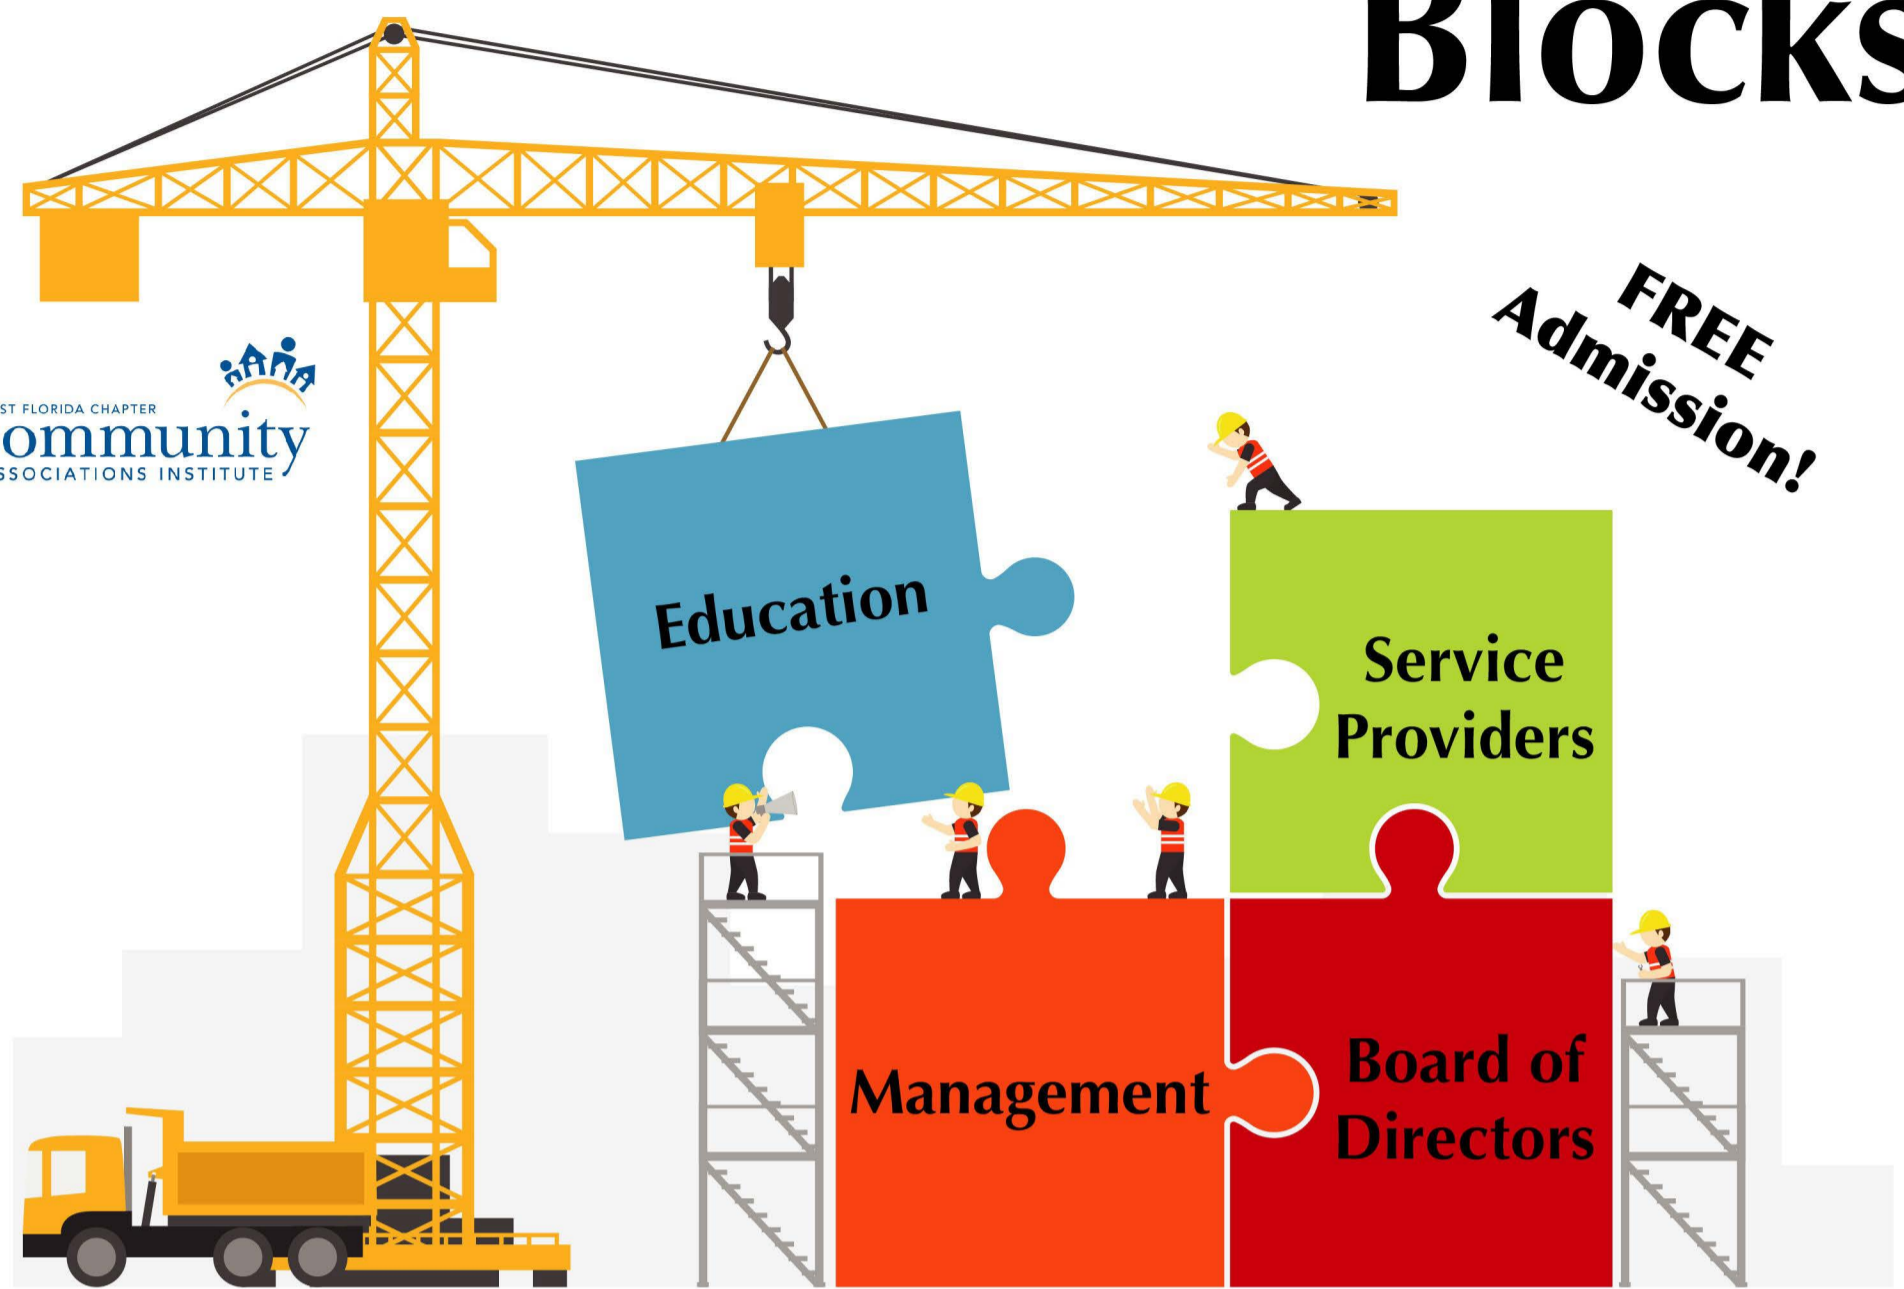 Blocks
FREE
Admission!
ST FLORIDA CHAPTER
ommunity
SSOCIATIONS INSTITUTE
Education
Service
Providers
Management
Board of
Directors